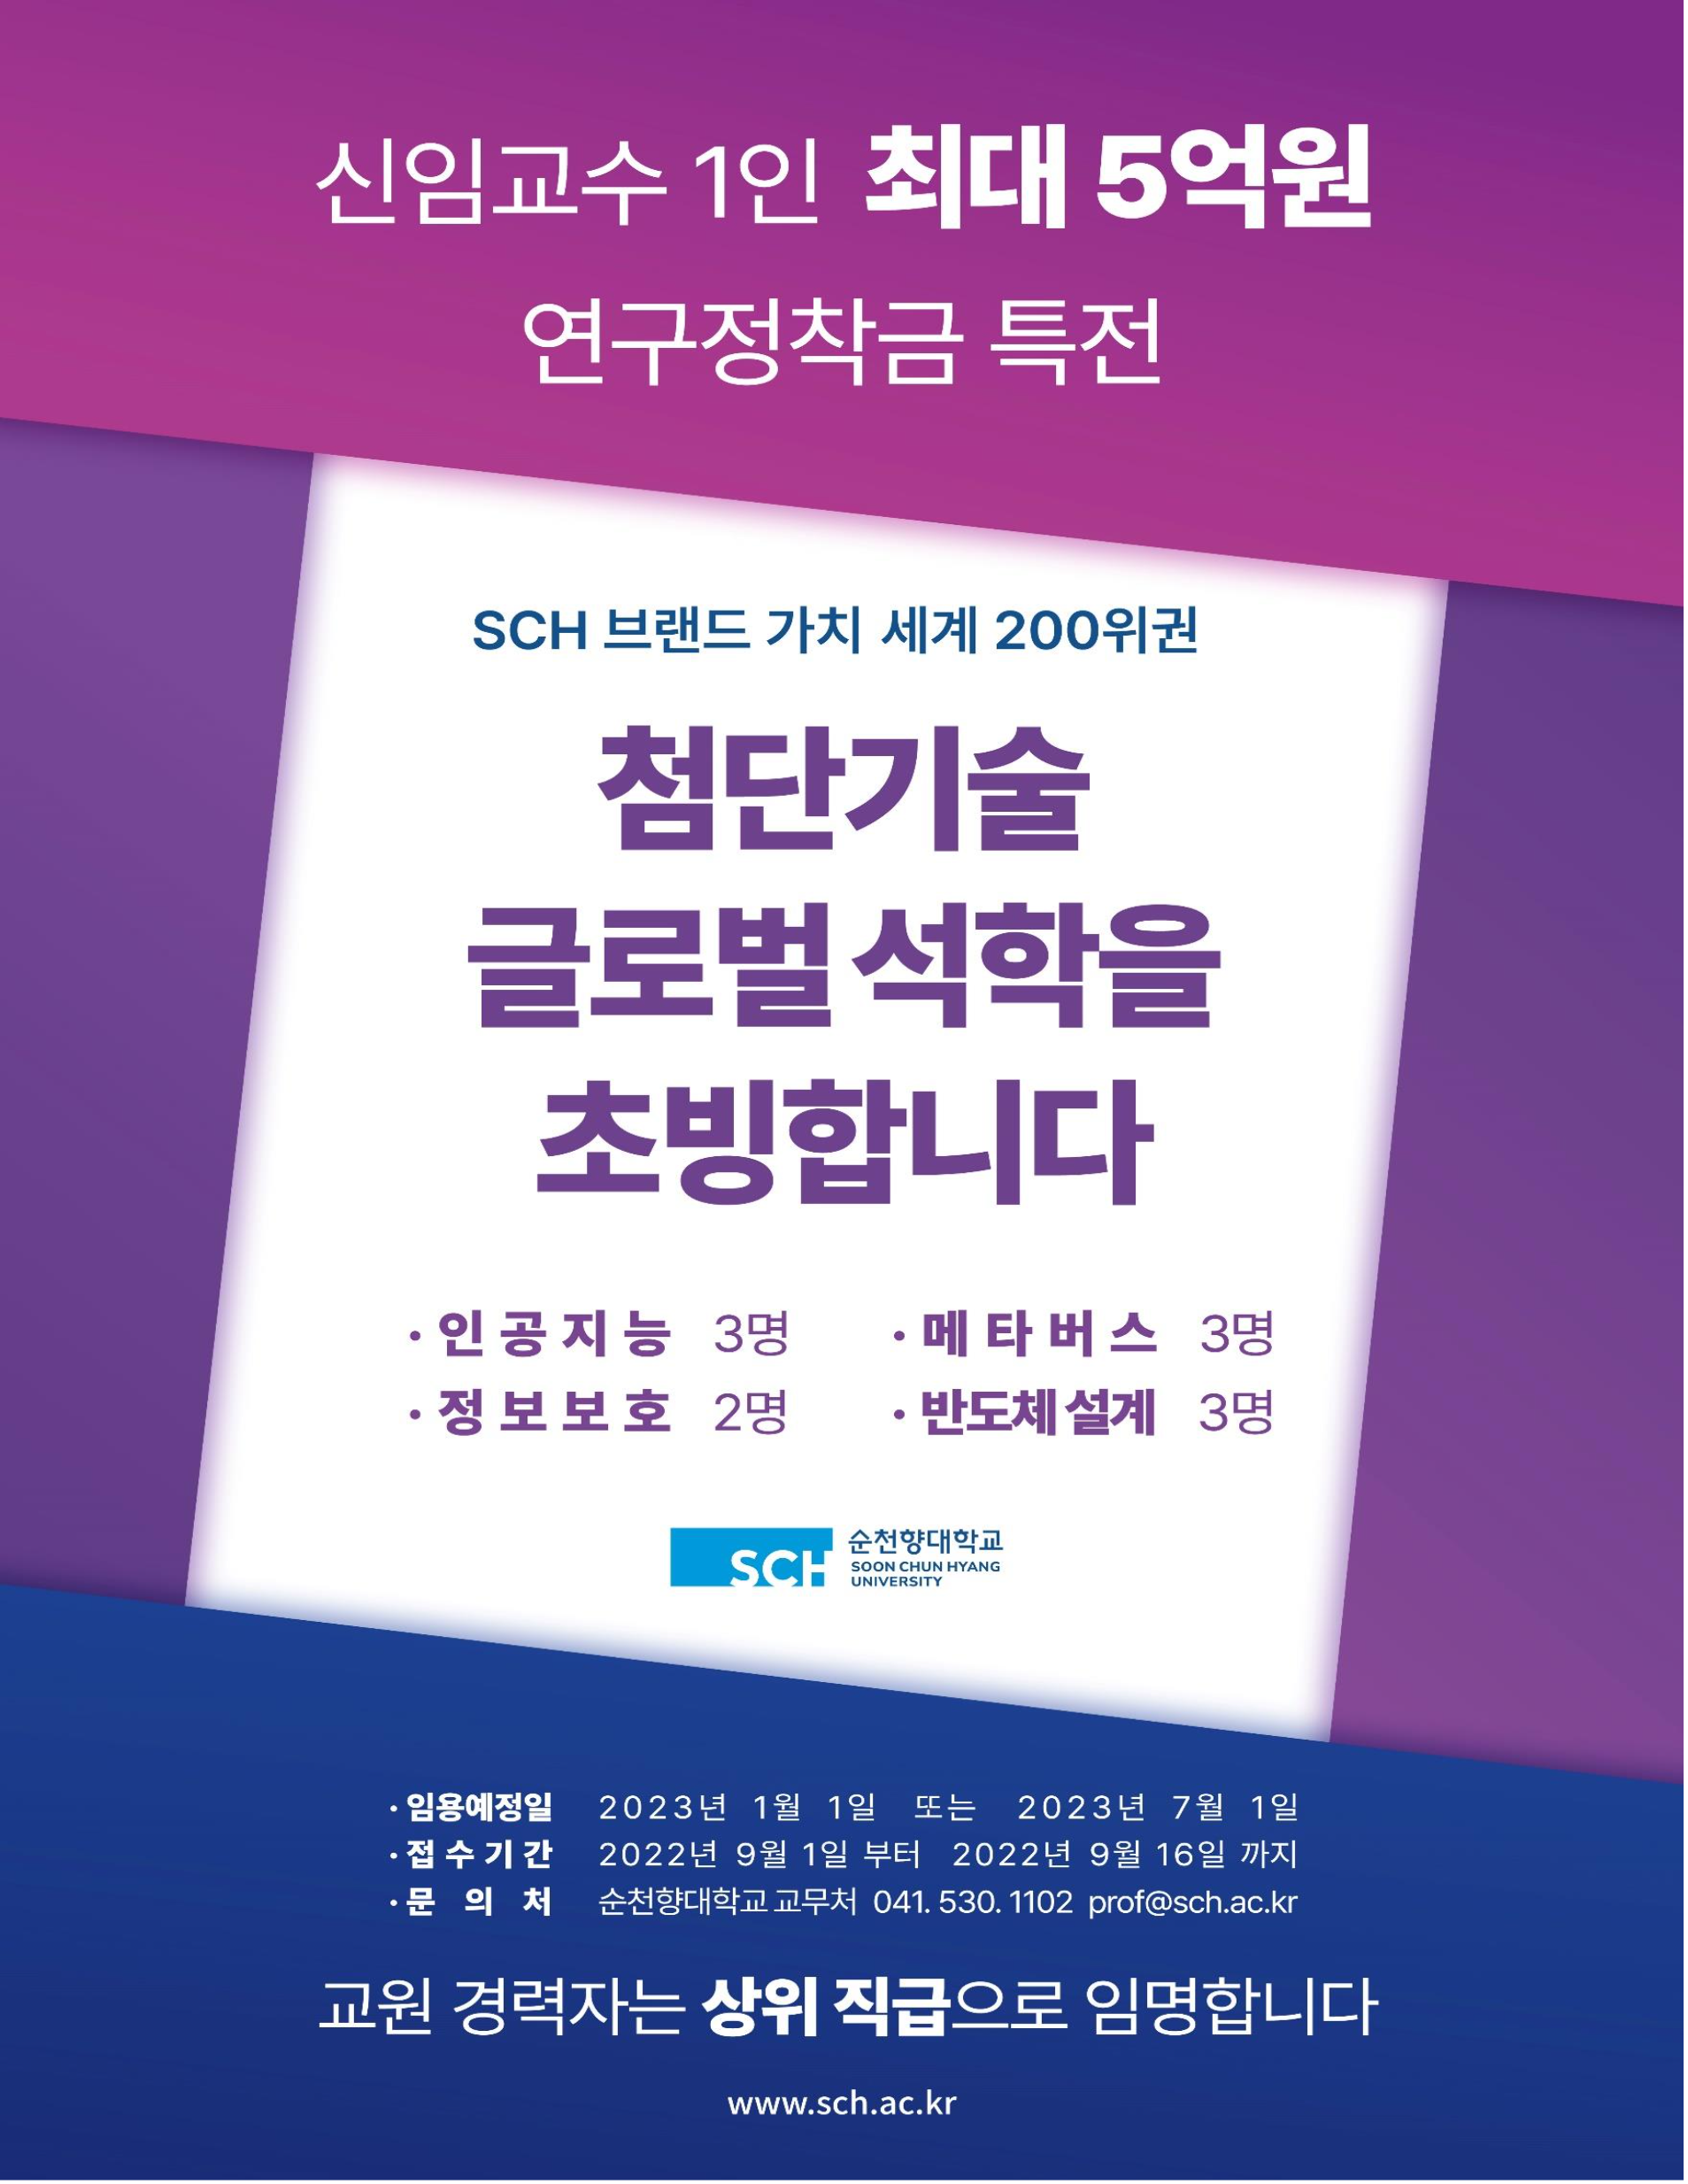 신임교수 1인 최대 5억원
연구정착금 특전
SCH 브랜드 가치 세계 200위권
첨단기술
글로벌 석학을
초빙합니다
· 인공지능 3명 · 메타버스 3명
· 정보보호 2명 · 반도체 설계 3명
SCH 순천향대학교
SOON CHUN HYANG
UNIVERSITY
· 임용예정일 2023년 1월 1일 또는 2023년 7월 1일
· 접수기간 2022년 9월 1일 부터 2022년 9월 16일 까지
· 문의처 순천향대학교 교무처 041. 530. 1102 prof@sch.ac.kr
교원 경력자는 상위 직급으로 임명합니다
www.sch.ac.kr